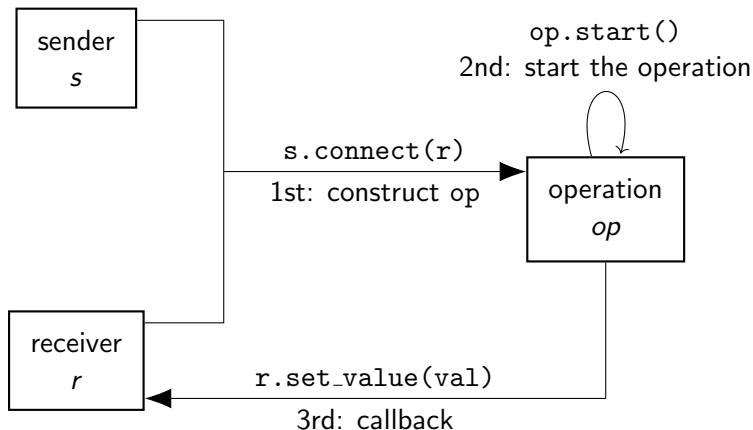 sender
s
op.start()
2nd: start the operation
s.connect(r)
1st: construct op
operation
op
receiver
r
r.set_value(val)
3rd: callback